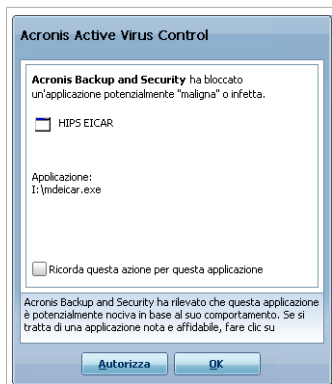 Acronis Active Virus Control
Acronis Backup and Security ha bloccato
un'applicazione potenzialmente "maligna" o infetta.
HIPS EICAR
Applicazione:
I:\mdeicar.exe
Ricorda questa azione per questa applicazione
Acronis Backup and Security ha rilevato che questa applicazione
è potenzialmente nociva in base al suo comportamento. Se si
tratta di una applicazione nota e affidabile, fare clic su
Autorizza OK